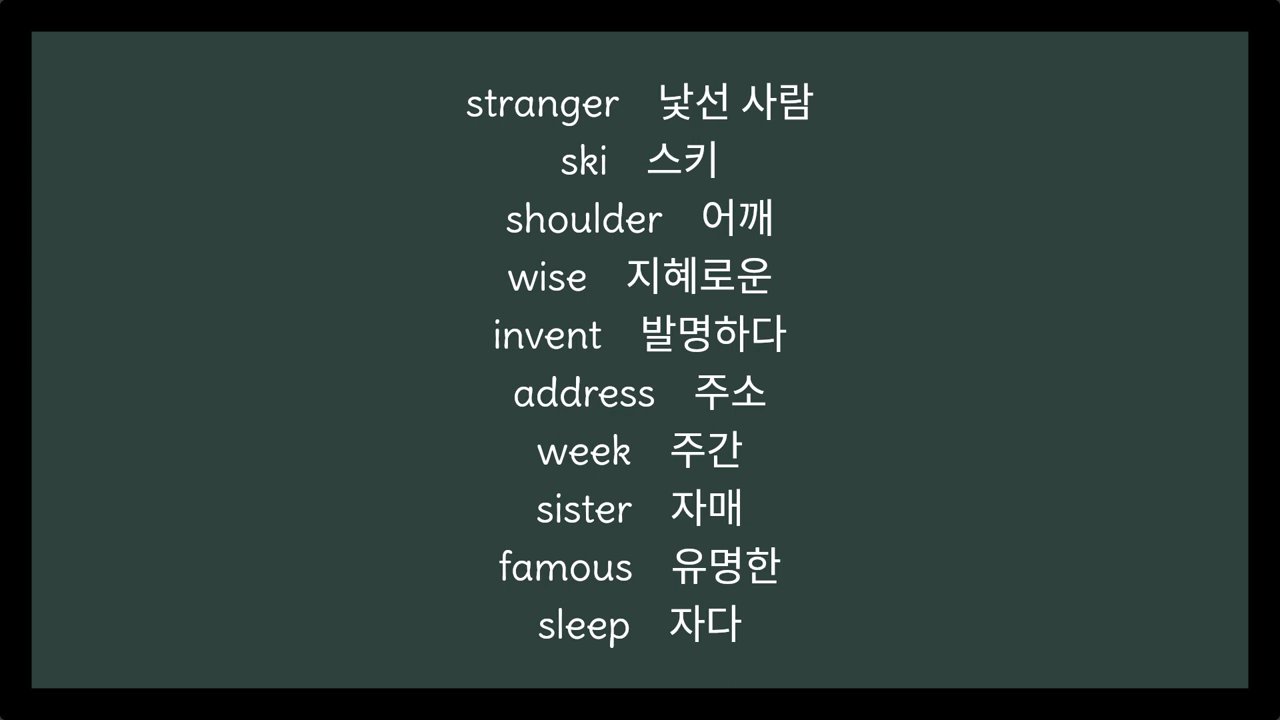 stranger 낯선 사람
ski 스키
shoulder 어깨
wise 지혜로운
invent 발명하다
address 주소
week 주간
sister 자매
famous 유명한
sleep 자다